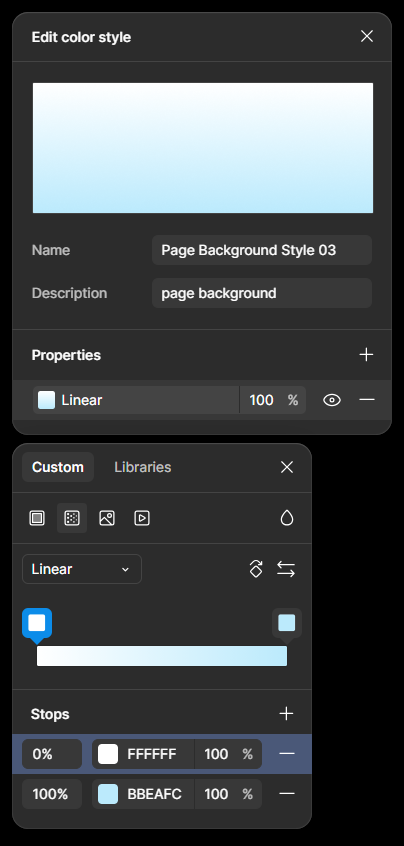 Edit color style
Name Page Background Style 03
Description page background
Properties
Linear 100 %
Custom Libraries
Linear
Stops
0% FFFFFF 100 %
100% BBEAFC 100 %